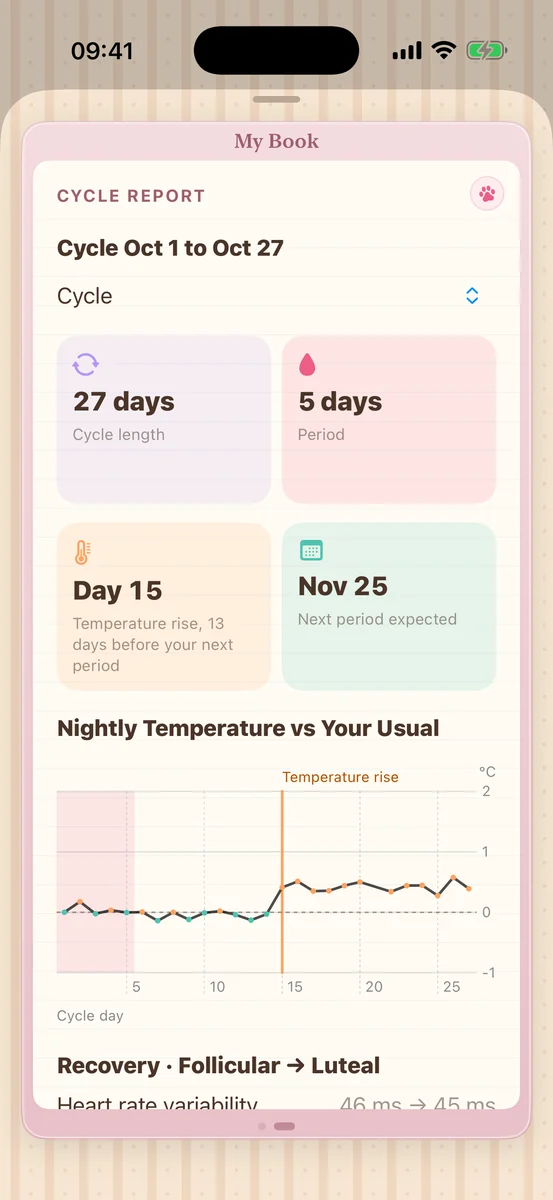 09:41
My Book
CYCLE REPORT
Cycle Oct 1 to Oct 27
Cycle
27 days
Cycle length
5 days
Period
Day 15
Temperature rise, 13
days before your next
period
Nov 25
Next period expected
Nightly Temperature vs Your Usual
Temperature rise
°C
2
1
0
-1
5
10
15
20
25
Cycle day
Recovery · Follicular → Luteal
Heart rate variability
46 ms → 45 ms